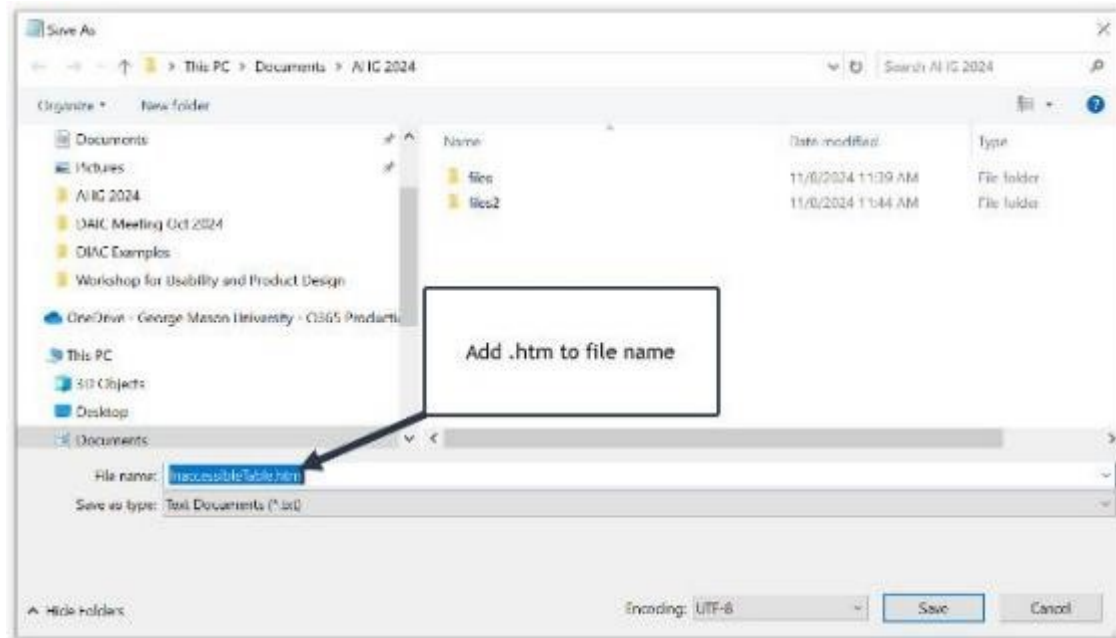 Save As
This PC > Documents > AHG 2024
Search AHG 2024
Organize
New folder
Name
Date modified
Type
Documents
Pictures
AHG 2024
DAIC Meeting Oct 2024
DIAC Examples
Workshop for Usability and Product Design
OneDrive - George Mason University - O365 Producti
This PC
3D Objects
Desktop
Documents
files
11/8/2024 11:39 AM
File folder
files2
11/8/2024 11:44 AM
File folder
Add .htm to file name
File name: InaccessibleTable.htm
Save as type: Text Documents (*.txt)
Hide Folders
Encoding: UTF-8
Save
Cancel